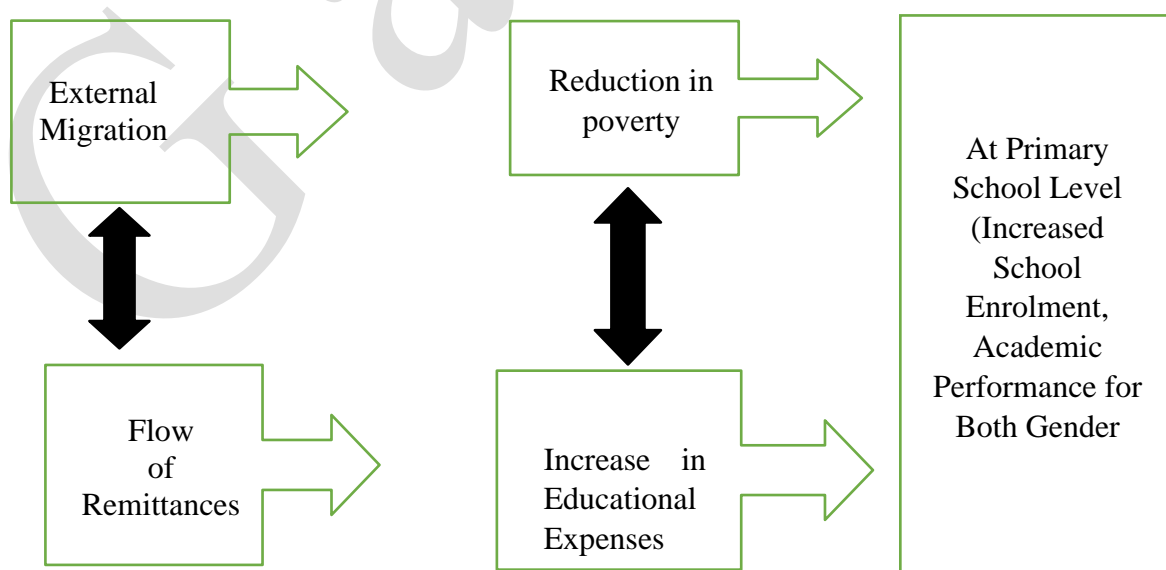 External
Migration
Reduction in
poverty
At Primary
School Level
(Increased
School
Enrolment,
Academic
Performance for
Both Gender
Flow
of
Remittances
Increase in
Educational
Expenses